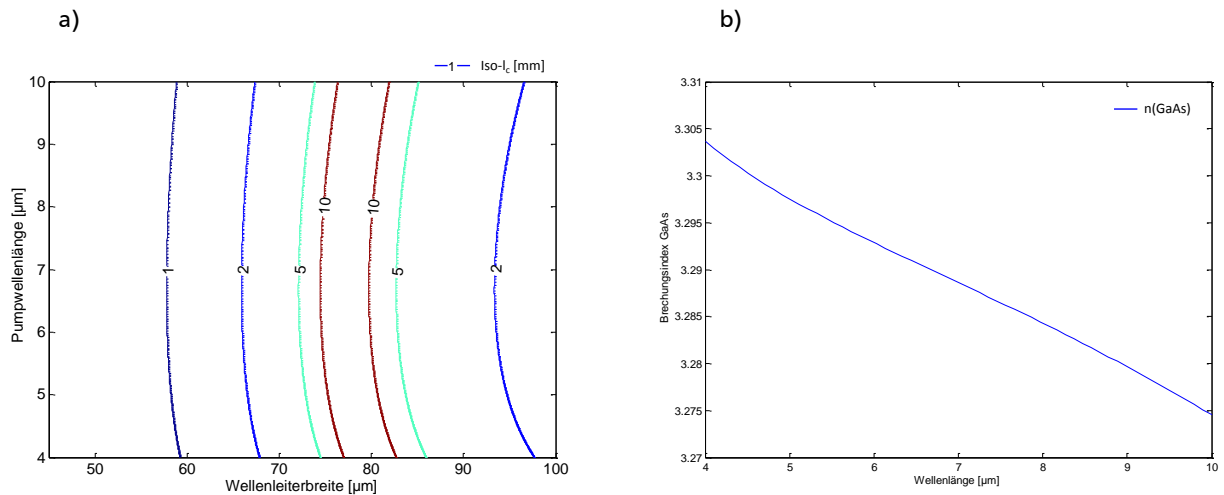 a)
1 Iso-lc [mm]
10
9
8
7
6
5
4
Pumpwellenlänge [µm]
1
2
5
10
10
5
2
50 60 70 80 90 100
Wellenleiterbreite [µm]
b)
n(GaAs)
3.31
3.305
3.3
3.295
3.29
3.285
3.28
3.275
3.27
Brechungsindex GaAs
4 5 6 7 8 9 10
Wellenlänge [µm]